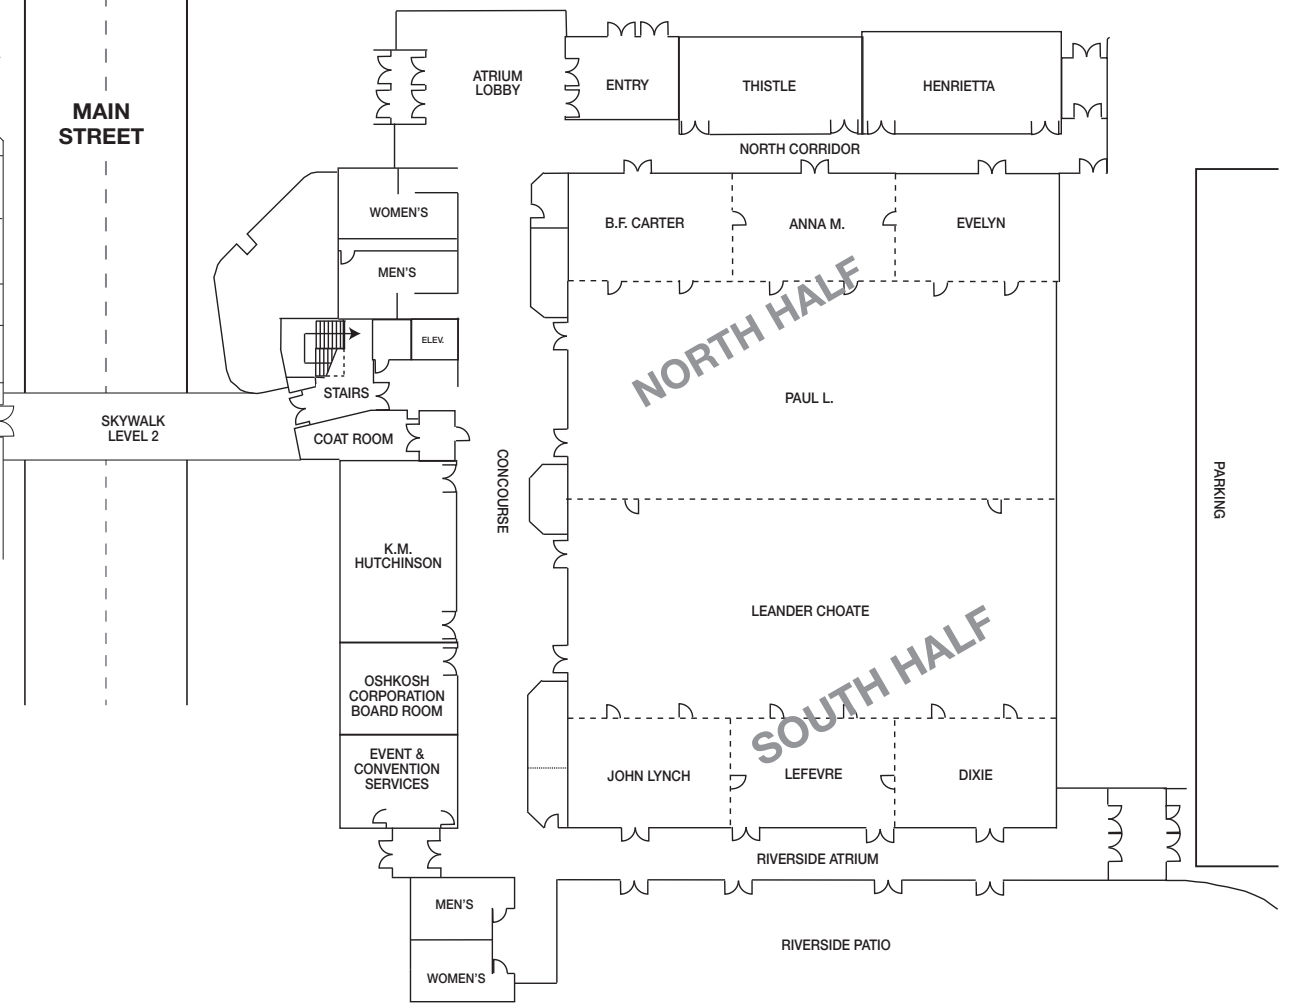 MAIN
STREET
ATRIUM
LOBBY
ENTRY
THISTLE
HENRIETTA
NORTH CORRIDOR
WOMEN'S
B.F. CARTER
ANNA M.
EVELYN
MEN'S
NORTH HALF
ELEV.
STAIRS
PAUL L.
SKYWALK
LEVEL 2
COAT ROOM
CONCOURSE
PARKING
K.M.
HUTCHINSON
LEANDER CHOATE
SOUTH HALF
OSHKOSH
CORPORATION
BOARD ROOM
EVENT &
CONVENTION
SERVICES
JOHN LYNCH
LEFEVRE
DIXIE
RIVERSIDE ATRIUM
MEN'S
RIVERSIDE PATIO
WOMEN'S